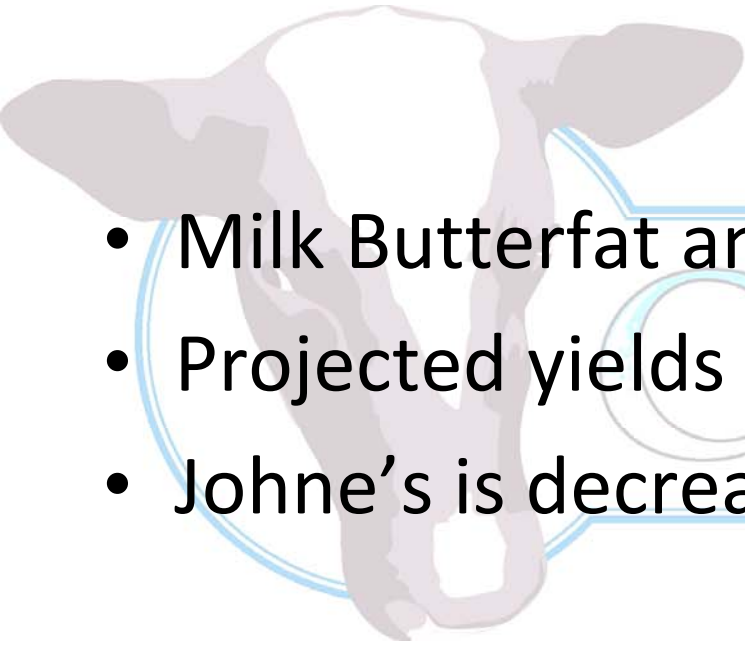 • Milk Butterfat
• Projected yields
• Johne’s is